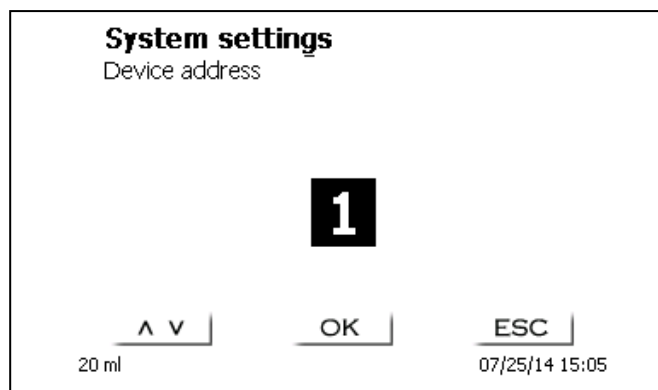 System settings
Device address
1
∧ ∨ OK ESC
20 ml 07/25/14 15:05